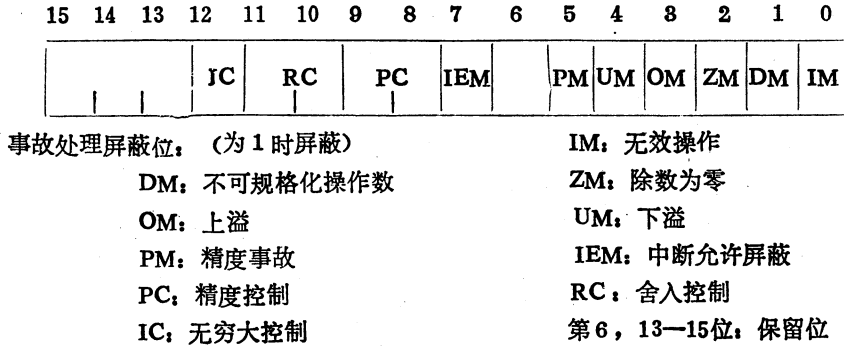 15 14 13 12 11 10 9 8 7 6 5 4 3 2 1 0
IC RC PC IEM PM UM OM ZM DM IM
事故处理屏蔽位：（为1时屏蔽） IM：无效操作
DM：不可规格化操作数 ZM：除数为零
OM：上溢 UM：下溢
PM：精度事故 IEM：中断允许屏蔽
PC：精度控制 RC：舍入控制
IC：无穷大控制 第6，13—15位：保留位